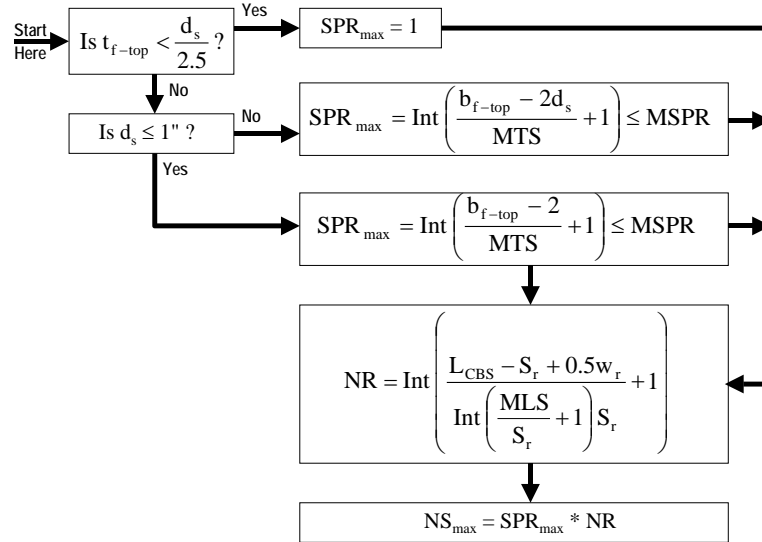 Start
Here
Is t_f-top < d_s/2.5 ?
Yes
SPR_max = 1
No
Is d_s ≤ 1" ?
No
SPR_max = Int((b_f-top − 2d_s)/MTS + 1) ≤ MSPR
Yes
SPR_max = Int((b_f-top − 2)/MTS + 1) ≤ MSPR
NR = Int((L_CBS − S_r + 0.5w_r)/(Int(MLS/S_r + 1) S_r) + 1)
NS_max = SPR_max * NR